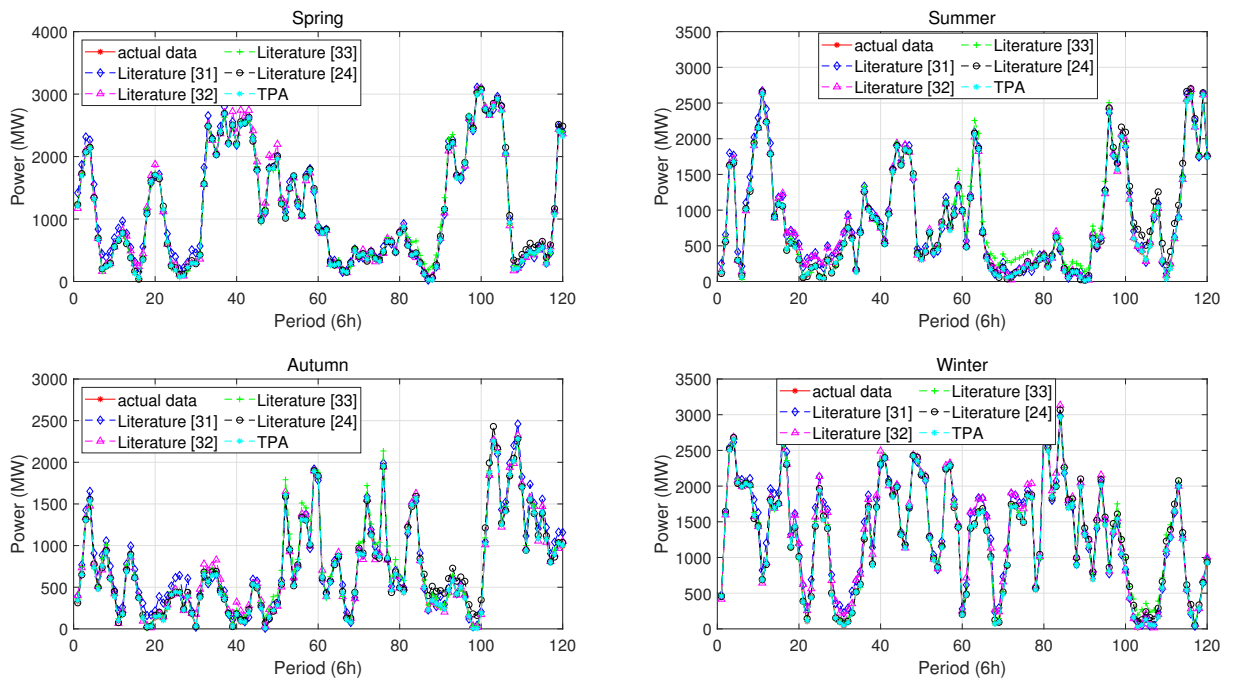 Spring
4000
3000
2000
1000
0
Power (MW)
actual data
Literature [31]
Literature [32]
Literature [33]
Literature [24]
TPA
0 20 40 60 80 100 120
Period (6h)
Summer
3500
3000
2500
2000
1500
1000
500
0
Power (MW)
actual data
Literature [31]
Literature [32]
Literature [33]
Literature [24]
TPA
0 20 40 60 80 100 120
Period (6h)
Autumn
3000
2500
2000
1500
1000
500
0
Power (MW)
actual data
Literature [31]
Literature [32]
Literature [33]
Literature [24]
TPA
0 20 40 60 80 100 120
Period (6h)
Winter
3500
3000
2500
2000
1500
1000
500
0
Power (MW)
actual data
Literature [31]
Literature [32]
Literature [33]
Literature [24]
TPA
0 20 40 60 80 100 120
Period (6h)